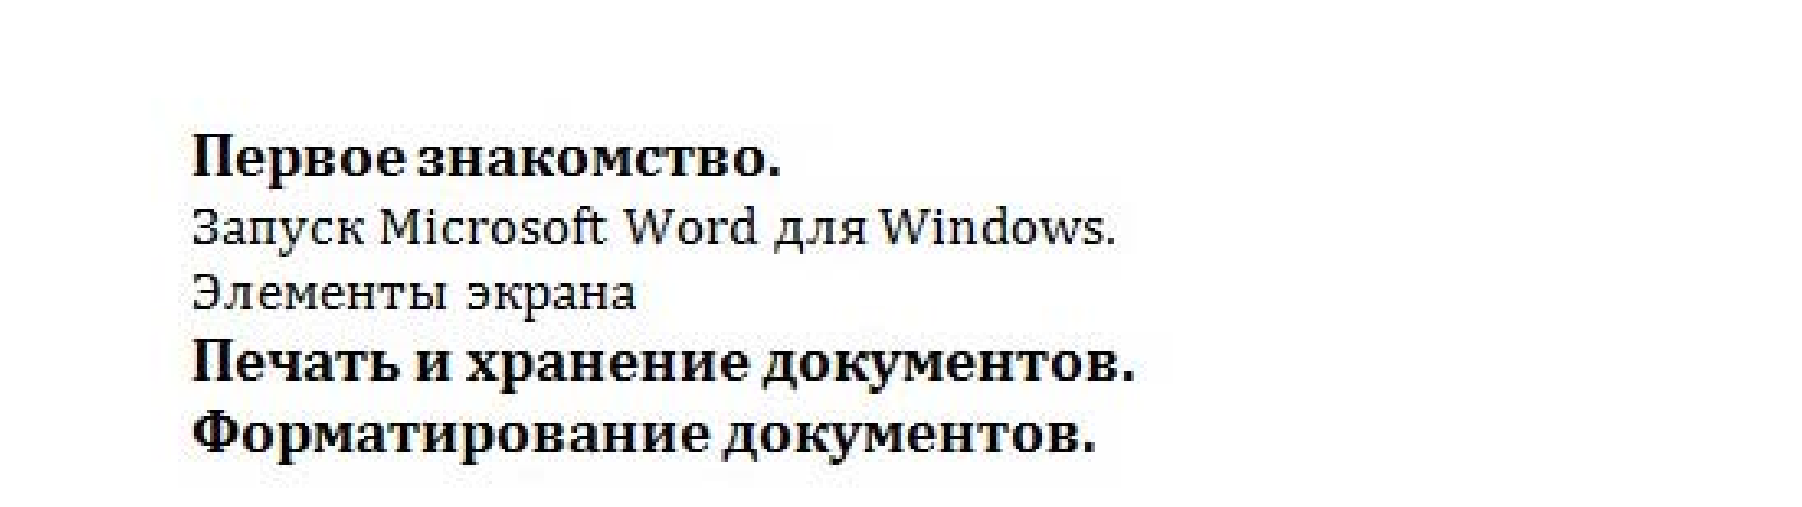 Первое знакомство.
Запуск Microsoft Word для Windows.
Элементы экрана
Печать и хранение документов.
Форматирование документов.